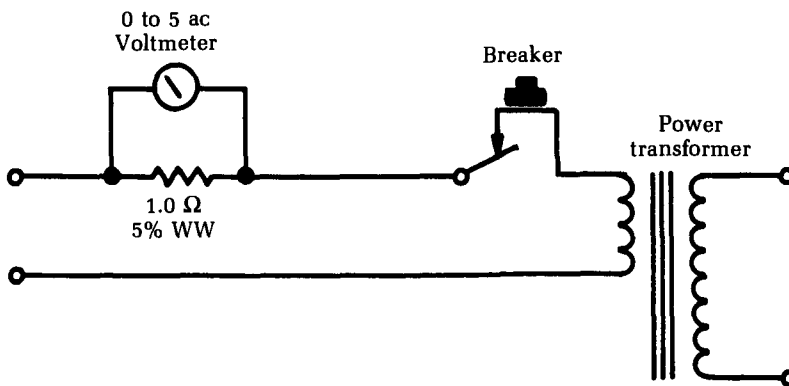 0 to 5 ac
Voltmeter
Breaker
Power
transformer
1.0 Ω
5% WW